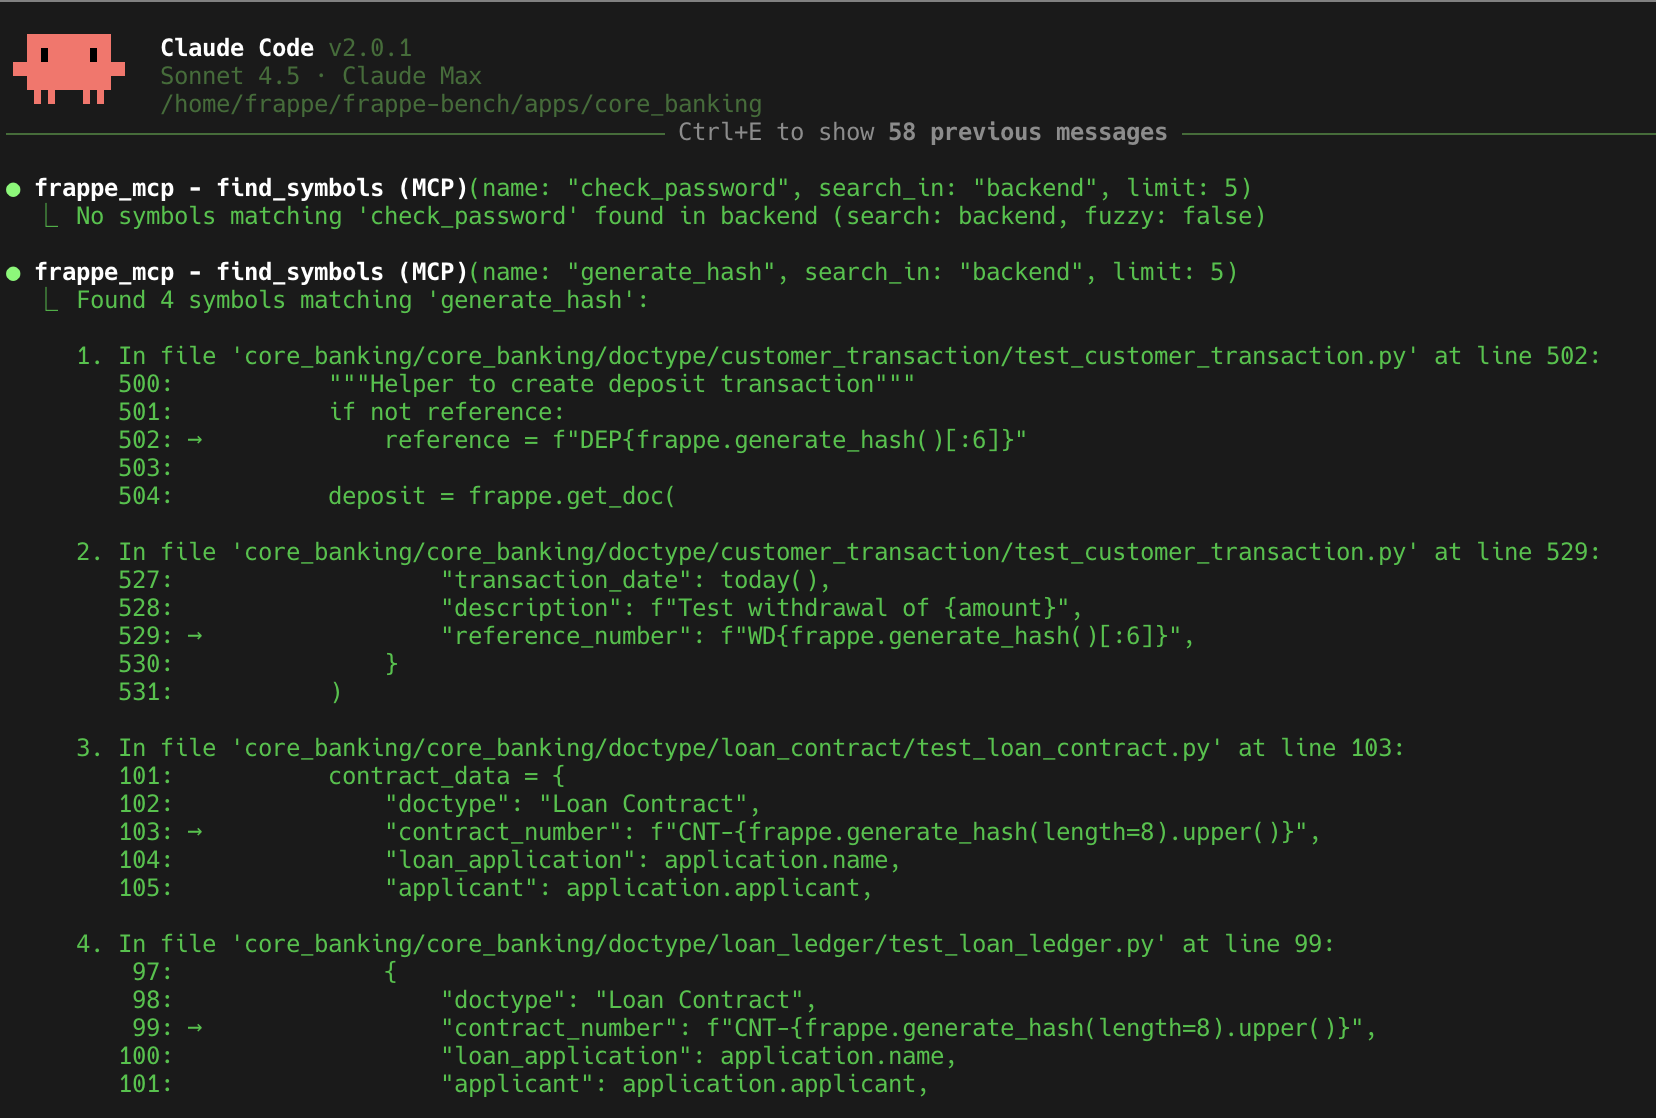 Claude Code v2.0.1
Sonnet 4.5 · Claude Max
/home/frappe/frappe-bench/apps/core_banking
Ctrl+E to show 58 previous messages
● frappe_mcp - find_symbols (MCP)(name: "check_password", search_in: "backend", limit: 5)
⎿ No symbols matching 'check_password' found in backend (search: backend, fuzzy: false)
● frappe_mcp - find_symbols (MCP)(name: "generate_hash", search_in: "backend", limit: 5)
⎿ Found 4 symbols matching 'generate_hash':
1. In file 'core_banking/core_banking/doctype/customer_transaction/test_customer_transaction.py' at line 502:
500:           """Helper to create deposit transaction"""
501:           if not reference:
502: →             reference = f"DEP{frappe.generate_hash()[:6]}"
503:
504:           deposit = frappe.get_doc(
2. In file 'core_banking/core_banking/doctype/customer_transaction/test_customer_transaction.py' at line 529:
527:                   "transaction_date": today(),
528:                   "description": f"Test withdrawal of {amount}",
529: →                 "reference_number": f"WD{frappe.generate_hash()[:6]}",
530:               }
531:           )
3. In file 'core_banking/core_banking/doctype/loan_contract/test_loan_contract.py' at line 103:
101:           contract_data = {
102:               "doctype": "Loan Contract",
103: →             "contract_number": f"CNT-{frappe.generate_hash(length=8).upper()}",
104:               "loan_application": application.name,
105:               "applicant": application.applicant,
4. In file 'core_banking/core_banking/doctype/loan_ledger/test_loan_ledger.py' at line 99:
97:               {
98:                   "doctype": "Loan Contract",
99: →                 "contract_number": f"CNT-{frappe.generate_hash(length=8).upper()}",
100:                   "loan_application": application.name,
101:                   "applicant": application.applicant,